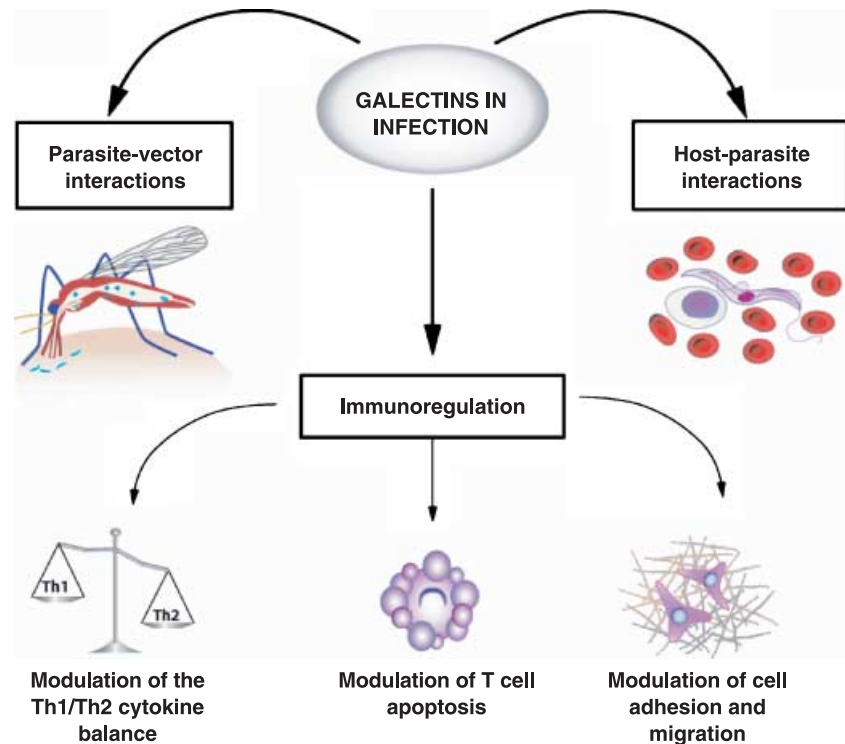 GALECTINS IN
INFECTION
Parasite-vector
interactions
Host-parasite
interactions
Immunoregulation
Th1
Th2
Modulation of the
Th1/Th2 cytokine
balance
Modulation of T cell
apoptosis
Modulation of cell
adhesion and
migration